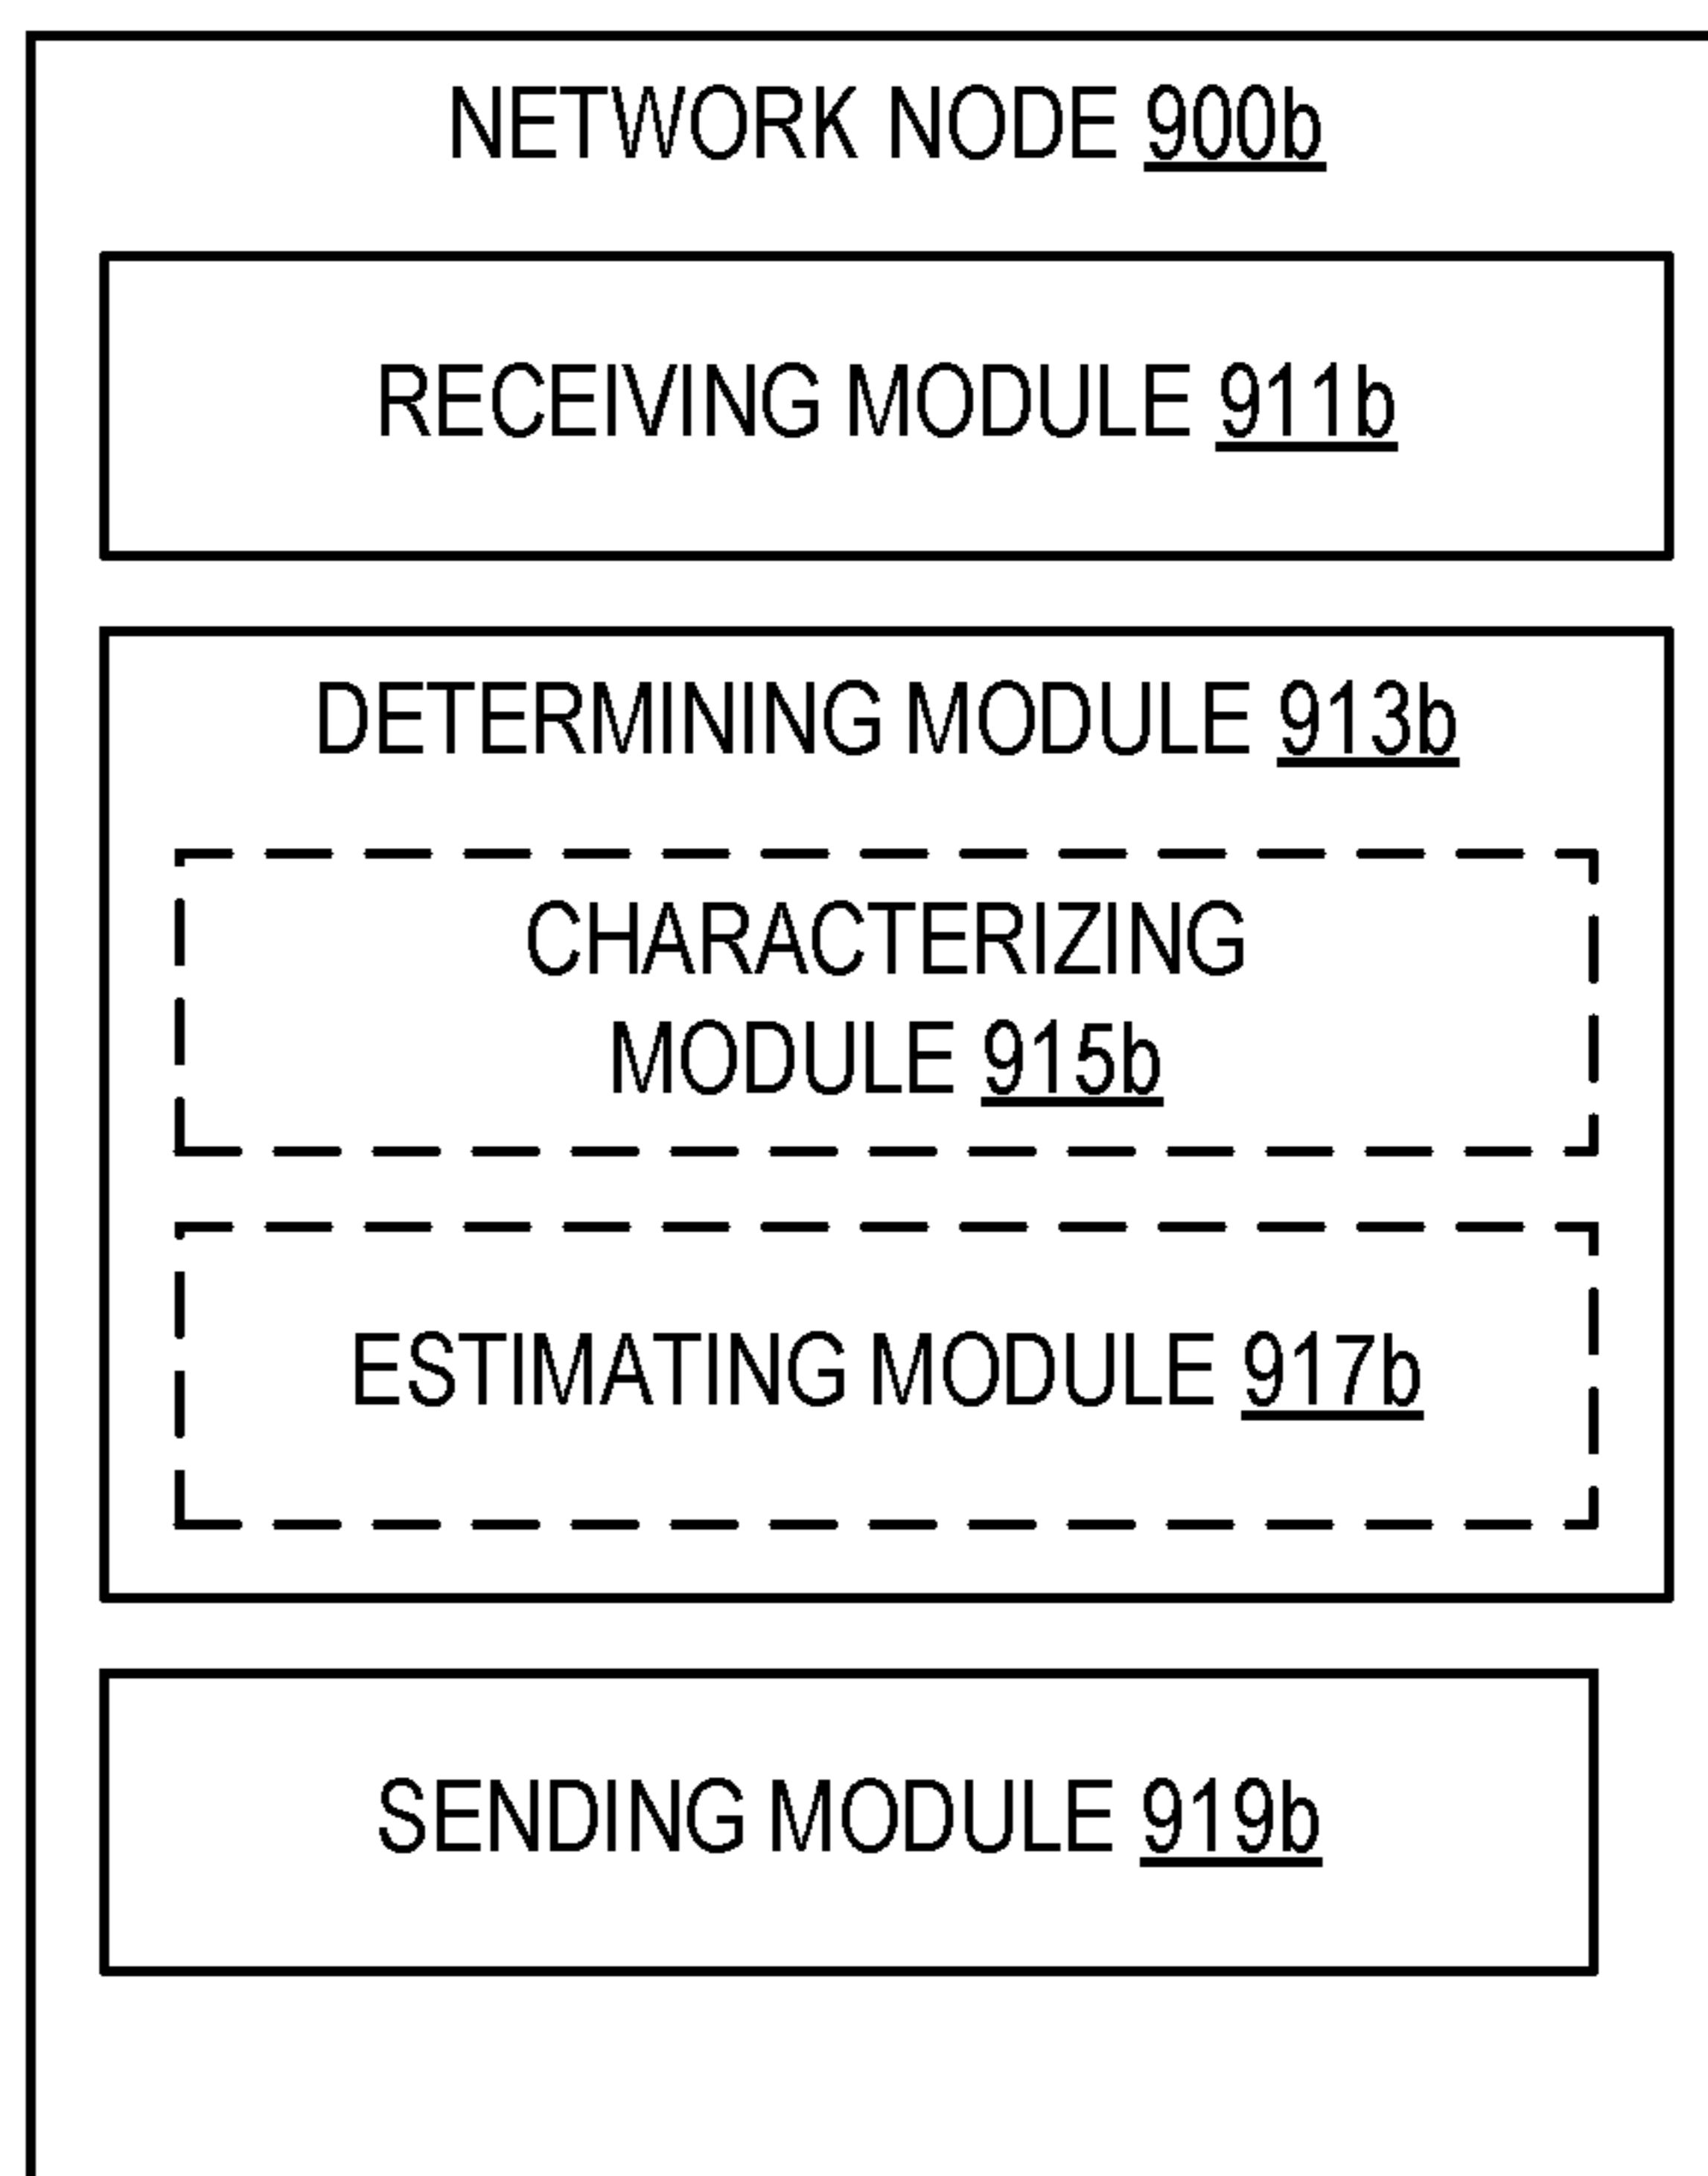 NETWORK NODE 900b
RECEIVING MODULE 911b
DETERMINING MODULE 913b
CHARACTERIZING
MODULE 915b
ESTIMATING MODULE 917b
SENDING MODULE 919b